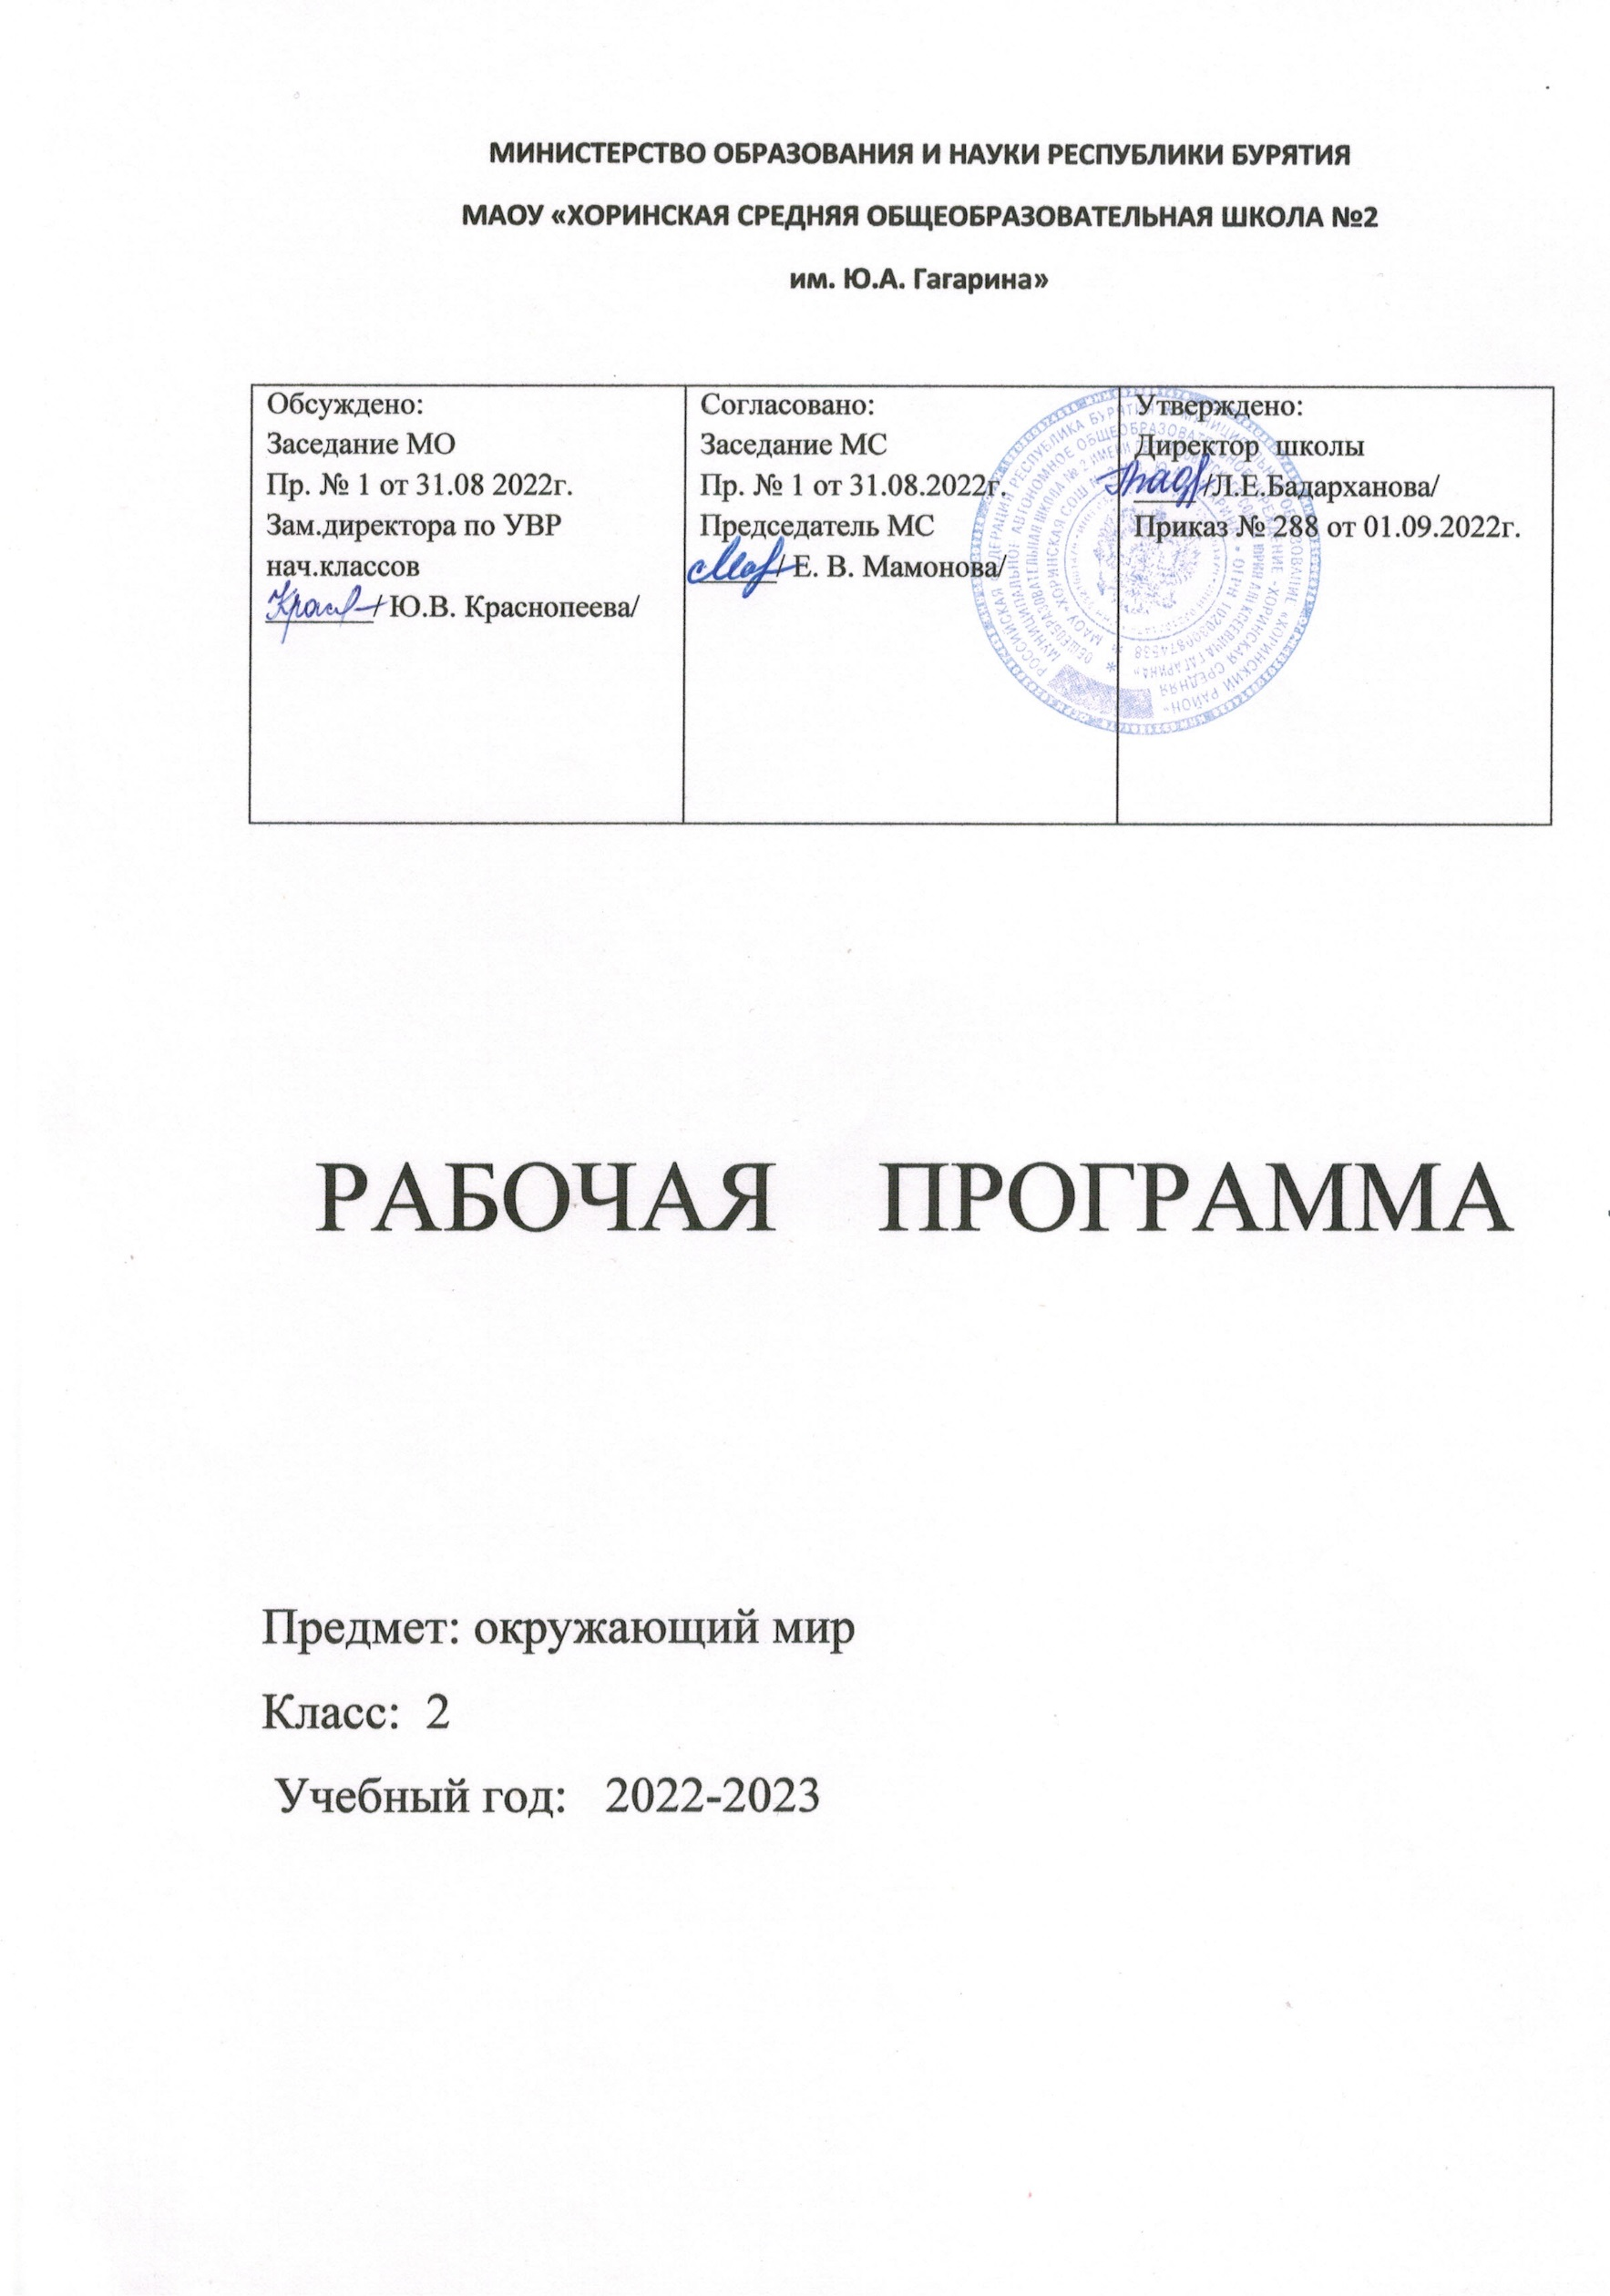 МИНИСТЕРСТВО ОБРАЗОВАНИЯ И НАУКИ РЕСПУБЛИКИ БУРЯТИЯ
МАОУ «ХОРИНСКАЯ СРЕДНЯЯ ОБЩЕОБРАЗОВАТЕЛЬНАЯ ШКОЛА №2
им. Ю.А. Гагарина»
Обсуждено:
Заседание МО
Пр. № 1 от 31.08 2022г.
Зам.директора по УВР
нач.классов
/ Ю.В. Краснопеева/
Согласовано:
Заседание МС
Пр. № 1 от 31.08.2022г.
Председатель МС
/ Е. В. Мамонова/
Утверждено:
Директор школы
/Л.Е.Бадарханова/
Приказ № 288 от 01.09.2022г.
РАБОЧАЯ ПРОГРАММА
Предмет: окружающий мир
Класс: 2
Учебный год: 2022-2023